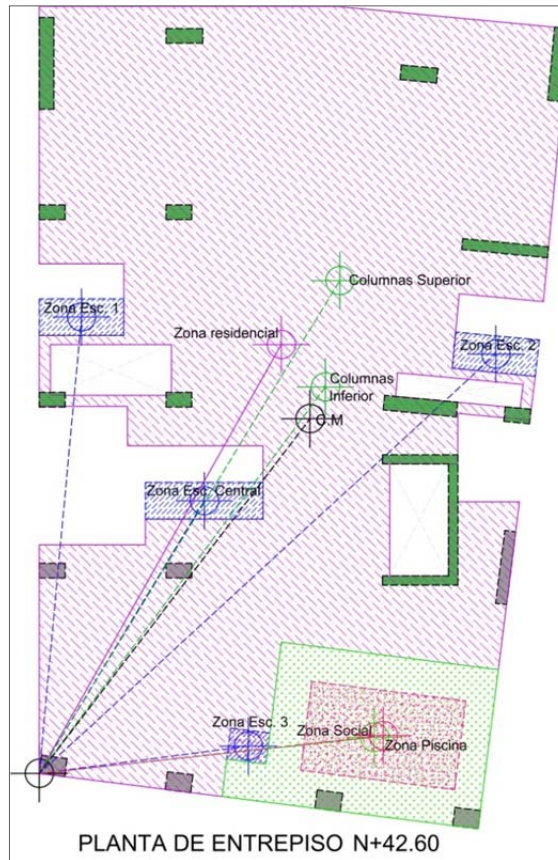 Columnas Superior
Zona Esc. 1
Zona residencial
Zona Esc. 2
Columnas
Inferior
C.M
Zona Esc. Central
Zona Esc. 3
Zona Social
Zona Piscina
PLANTA DE ENTREPISO N+42.60